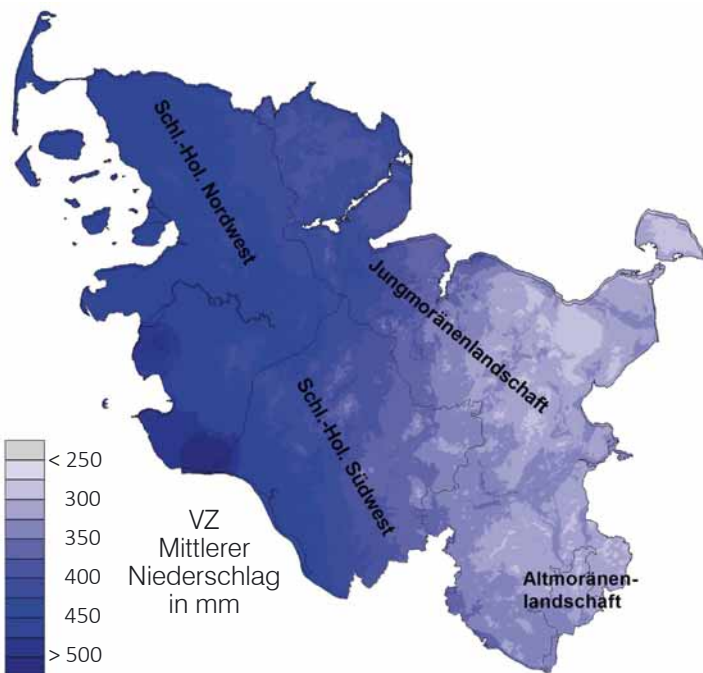 Schl.-Hol. Nordwest
Jungmoränenlandschaft
Schl.-Hol. Südwest
Altmoränen-
landschaft
VZ
Mittlerer
Niederschlag
in mm
< 250
300
350
400
450
> 500